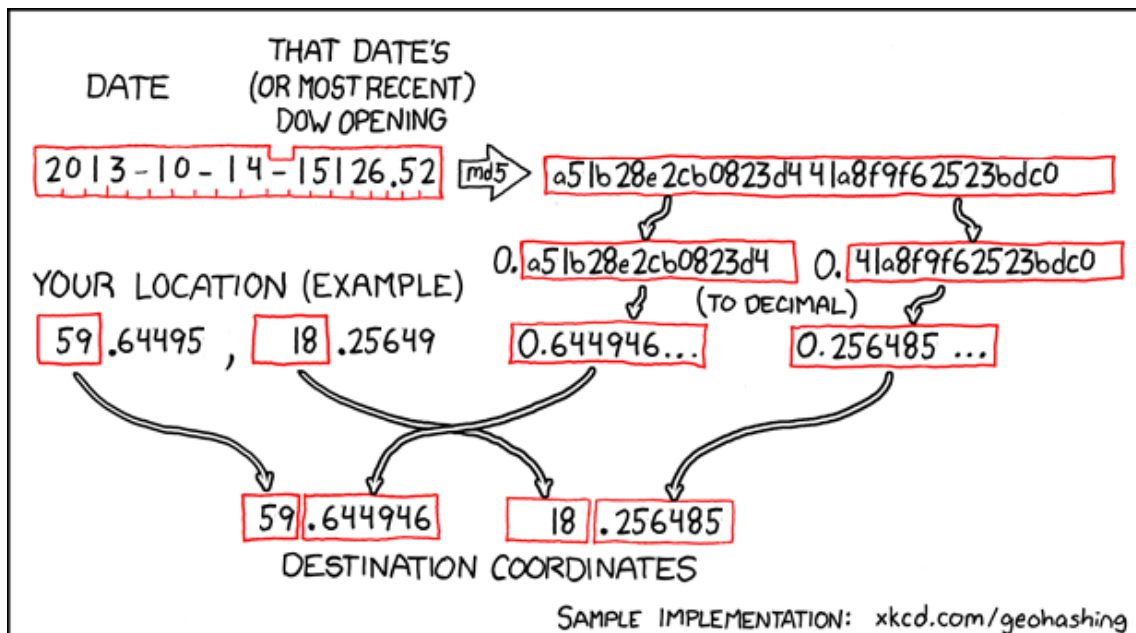 DATE
THAT DATE'S
(OR MOST RECENT)
DOW OPENING
2013-10-14-15126.52
md5
a51b28e2cb0823d441a8f9f62523bdc0
0.a51b28e2cb0823d4
0.41a8f9f62523bdc0
YOUR LOCATION (EXAMPLE)
(TO DECIMAL)
59.64495, 18.25649
0.644946...
0.256485...
59.644946
18.256485
DESTINATION COORDINATES
SAMPLE IMPLEMENTATION: xkcd.com/geohashing